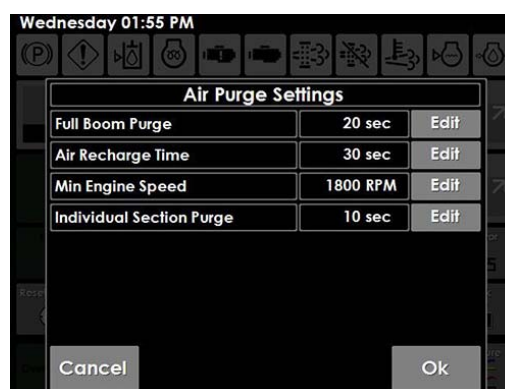 Wednesday 01:55 PM
Air Purge Settings
Full Boom Purge 20 sec Edit
Air Recharge Time 30 sec Edit
Min Engine Speed 1800 RPM Edit
Individual Section Purge 10 sec Edit
Cancel Ok